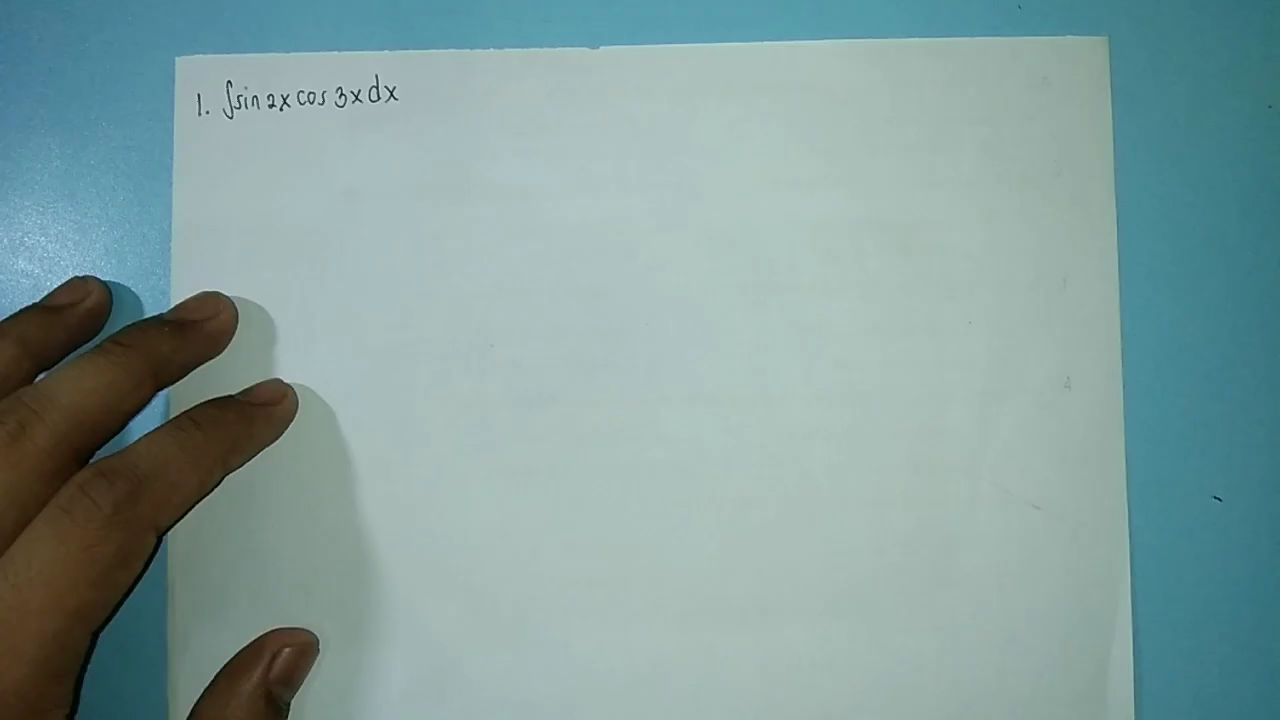 1. ∫sin 2x cos 3x dx